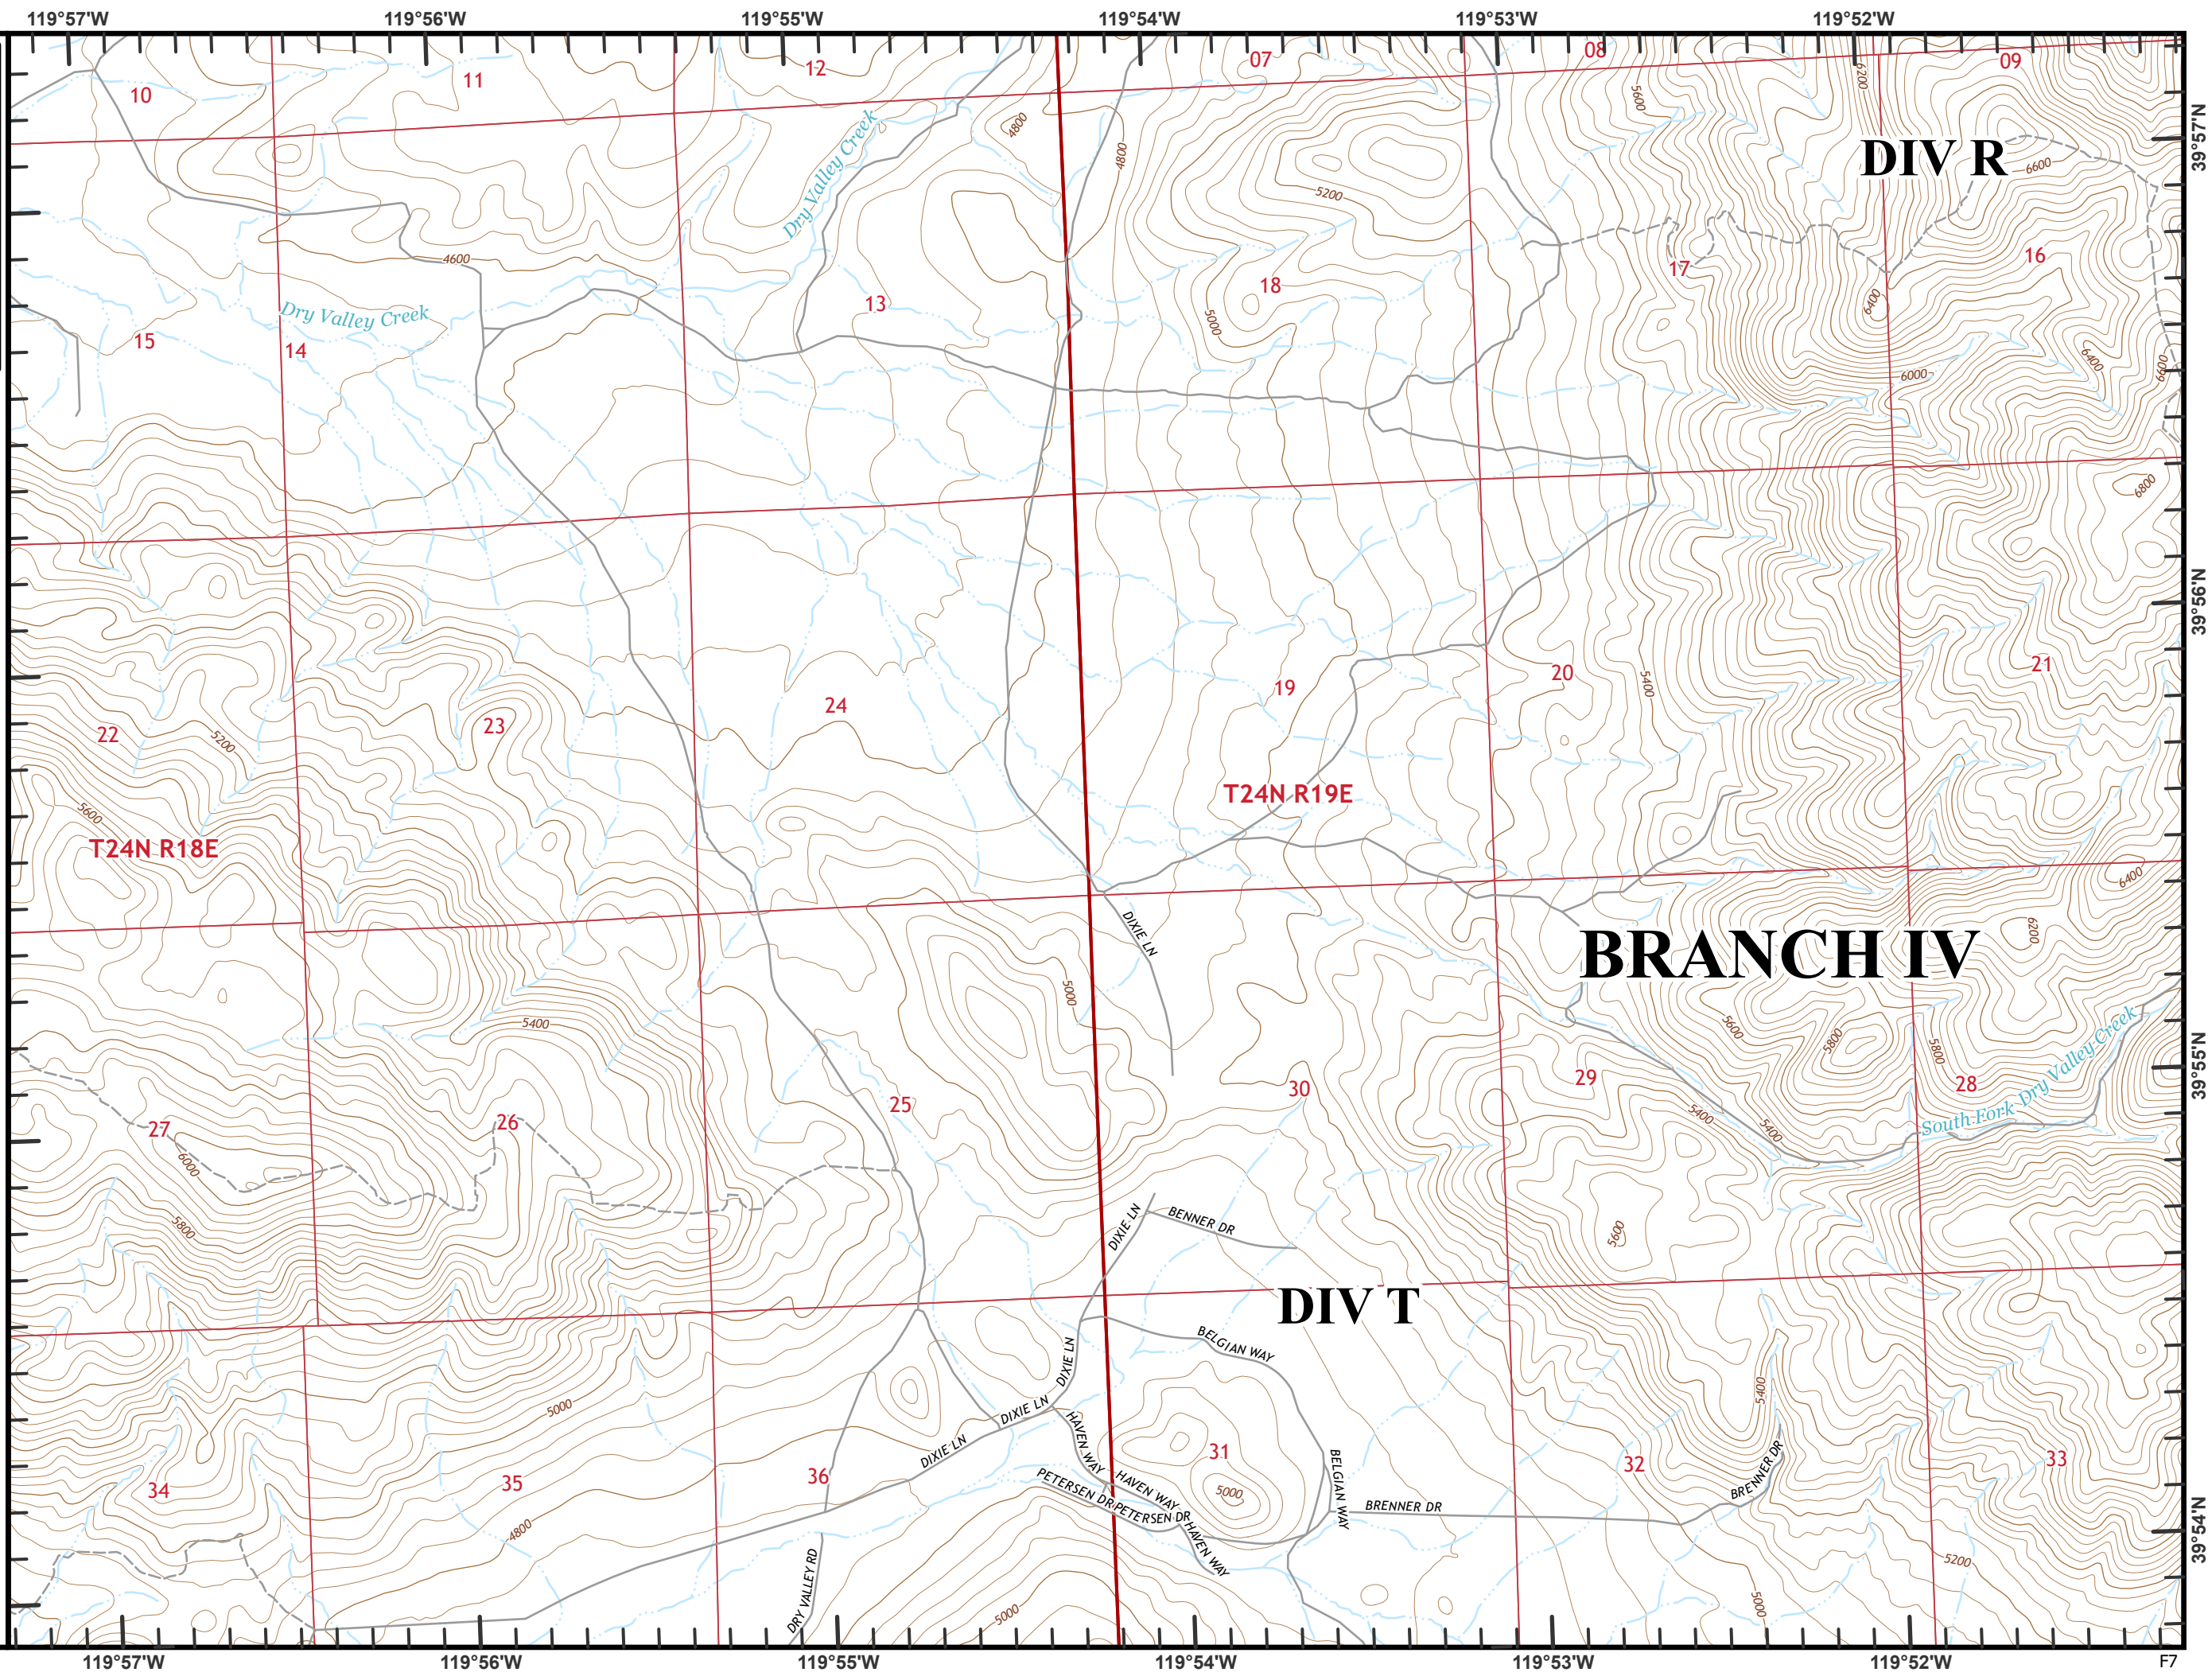 119°57'W 119°56'W 119°55'W 119°54'W 119°53'W 119°52'W
10 11 12 07 08 09
6200
5600
39°57'N
4800
4800
Dry Valley Creek
DIV R
6600
5200
4600
16
17
18
13
Dry Valley Creek
5000
6400
15
14
6400
6600
6000
6800
39°56'N
21
20
5400
19
24
23
22
5200
T24N R19E
5600
T24N R18E
6400
DIXIE LN
6200
BRANCH IV
5000
5400
5600
5800
5800
South Fork Dry Valley Creek
39°55'N
29
28
30
25
5400
5400
26
27
6000
5800
DIXIE LN
BENNER DR
5600
DIV T
BELGIAN WAY
DIXIE LN
5400
5000
DIXIE LN
HAVEN WAY
DIXIE LN
31
32
33
BELGIAN WAY
BRENNER DR
36
35
34
PETERSEN DR
HAVEN WAY
PETERSEN DR
5000
BRENNER DR
4800
HAVEN WAY
39°54'N
5200
DRY VALLEY RD
5000
5000
119°57'W 119°56'W 119°55'W 119°54'W 119°53'W 119°52'W
F7